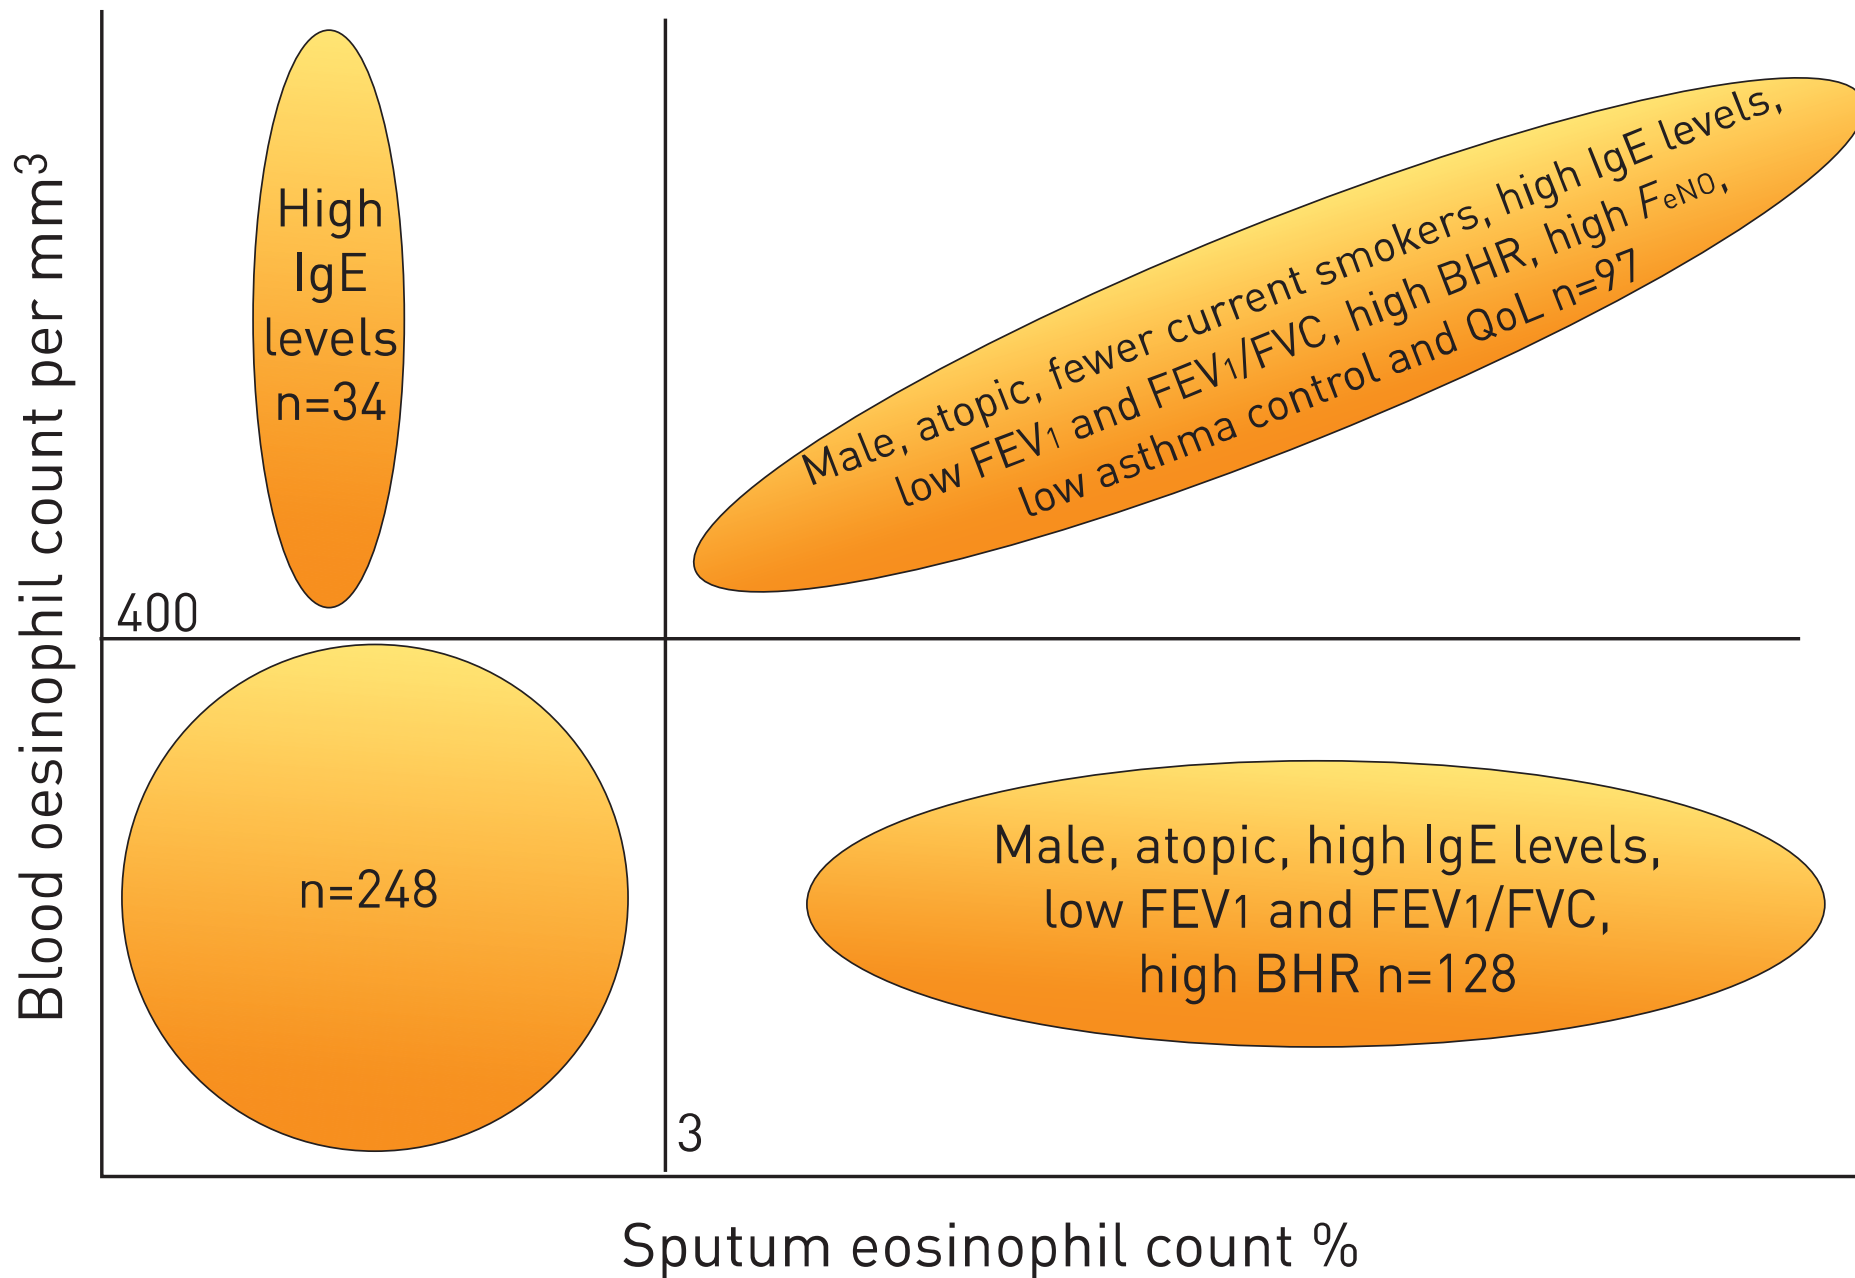 Blood oesinophil count per mm³
High
IgE
levels
n=34
Male, atopic, fewer current smokers, high IgE levels,
low FEV₁ and FEV₁/FVC, high BHR, high FeNO,
low asthma control and QoL n=97
400
n=248
Male, atopic, high IgE levels,
low FEV1 and FEV1/FVC,
high BHR n=128
3
Sputum eosinophil count %